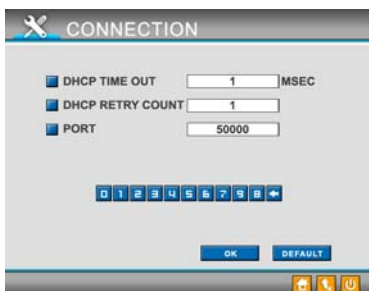 CONNECTION
DHCP TIME OUT 1 MSEC
DHCP RETRY COUNT 1
PORT 50000
0 1 2 3 4 5 6 7 9 8 ←
OK DEFAULT